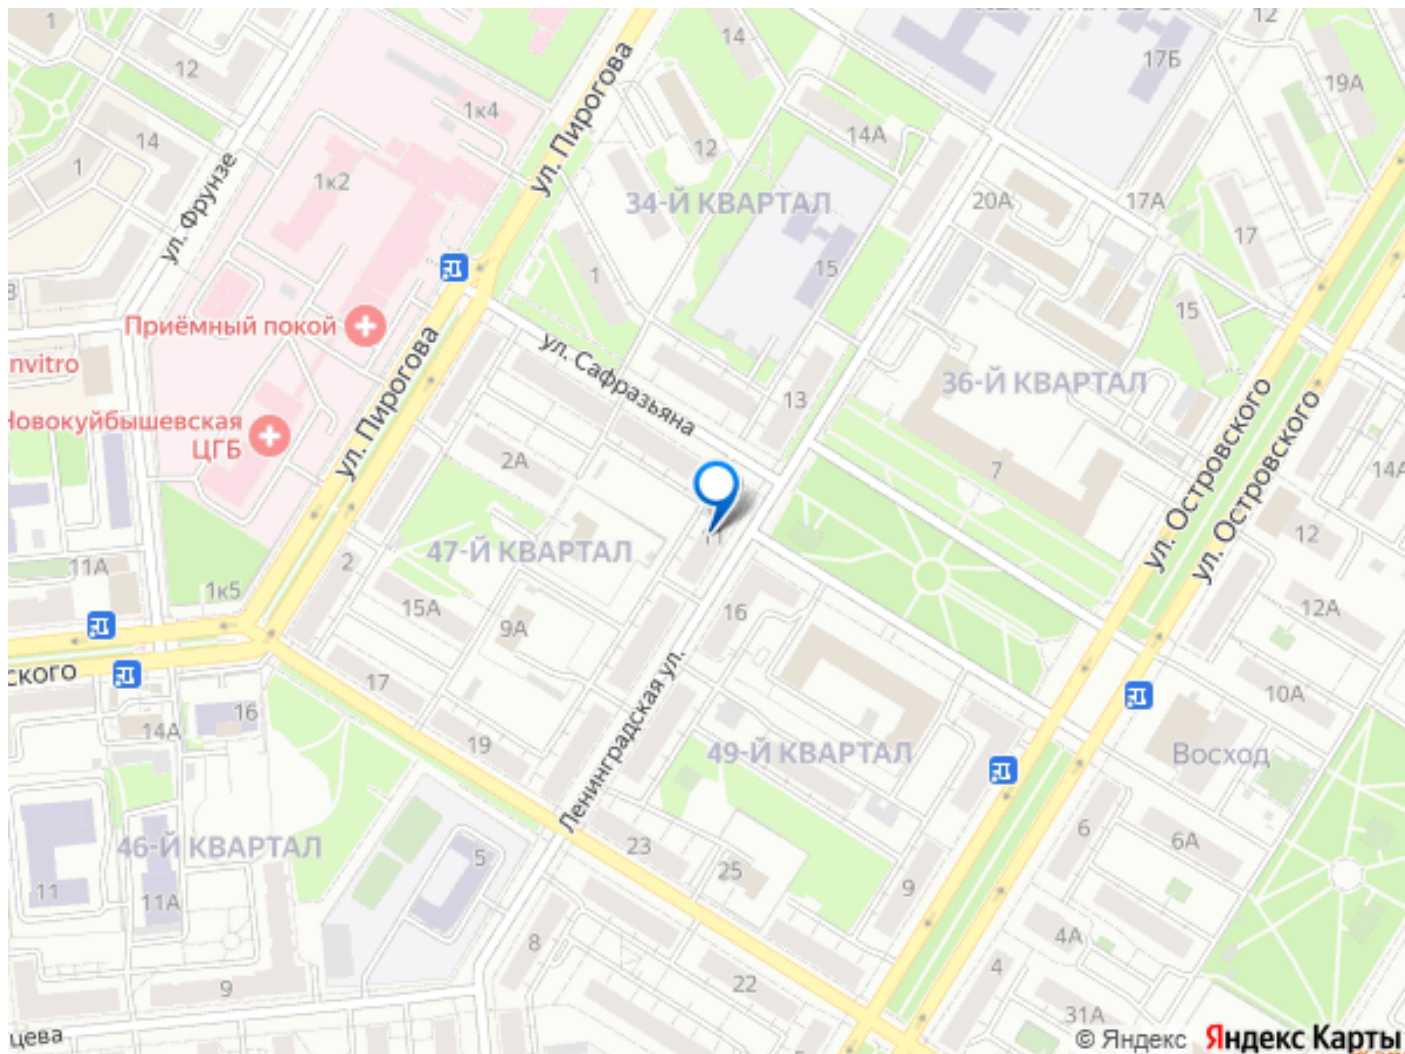 1
12
14
12
17Б
19А
14
1
1к4
1к2
ул. Пирогова
12
14А
ул. Фрунзе
34-Й КВАРТАЛ
20А
17А
17
1
15
15
Приёмный покой
ул. Пирогова
nvitro
ул. Сафразьяна
13
36-Й КВАРТАЛ
Новокуйбышевская
ЦГБ
2А
7
ул. Островского
ул. Островского
14А
12
11
47-Й КВАРТАЛ
2
11А
1к5
15А
9А
16
12А
ского
17
10А
16
14А
19
Ленинградская ул.
49-Й КВАРТАЛ
Восход
46-Й КВАРТАЛ
5
23
25
6
6А
11
11А
9
8
4А
4
9
22
31А
цева
© Яндекс Яндекс Карты